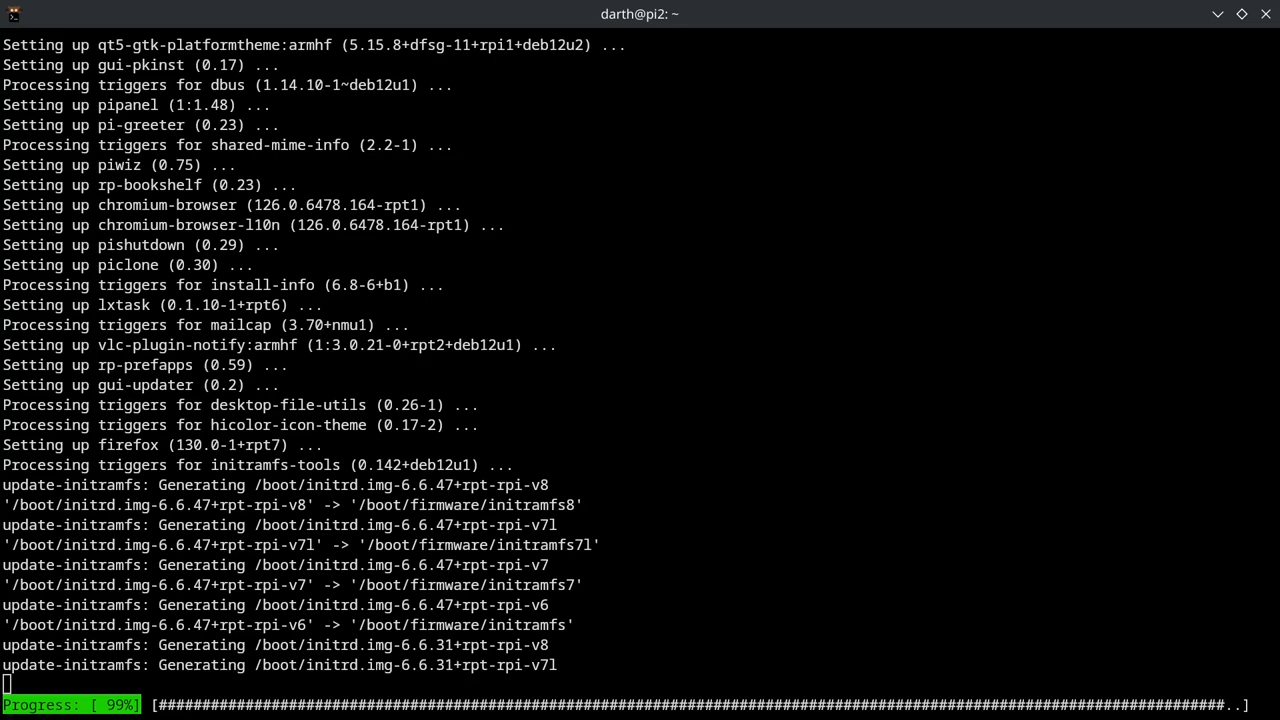 darth@pi2: ~
Setting up qt5-gtk-platformtheme:armhf (5.15.8+dfsg-11+rpi1+deb12u2) ...
Setting up gui-pkinst (0.17) ...
Processing triggers for dbus (1.14.10-1~deb12u1) ...
Setting up pipanel (1:1.48) ...
Setting up pi-greeter (0.23) ...
Processing triggers for shared-mime-info (2.2-1) ...
Setting up piwiz (0.75) ...
Setting up rp-bookshelf (0.23) ...
Setting up chromium-browser (126.0.6478.164-rpt1) ...
Setting up chromium-browser-l10n (126.0.6478.164-rpt1) ...
Setting up pishutdown (0.29) ...
Setting up piclone (0.30) ...
Processing triggers for install-info (6.8-6+b1) ...
Setting up lxtask (0.1.10-1+rpt6) ...
Processing triggers for mailcap (3.70+nmu1) ...
Setting up vlc-plugin-notify:armhf (1:3.0.21-0+rpt2+deb12u1) ...
Setting up rp-prefapps (0.59) ...
Setting up gui-updater (0.2) ...
Processing triggers for desktop-file-utils (0.26-1) ...
Processing triggers for hicolor-icon-theme (0.17-2) ...
Setting up firefox (130.0-1+rpt7) ...
Processing triggers for initramfs-tools (0.142+deb12u1) ...
update-initramfs: Generating /boot/initrd.img-6.6.47+rpt-rpi-v8
'/boot/initrd.img-6.6.47+rpt-rpi-v8' -> '/boot/firmware/initramfs8'
update-initramfs: Generating /boot/initrd.img-6.6.47+rpt-rpi-v7l
'/boot/initrd.img-6.6.47+rpt-rpi-v7l' -> '/boot/firmware/initramfs7l'
update-initramfs: Generating /boot/initrd.img-6.6.47+rpt-rpi-v7
'/boot/initrd.img-6.6.47+rpt-rpi-v7' -> '/boot/firmware/initramfs7'
update-initramfs: Generating /boot/initrd.img-6.6.47+rpt-rpi-v6
'/boot/initrd.img-6.6.47+rpt-rpi-v6' -> '/boot/firmware/initramfs'
update-initramfs: Generating /boot/initrd.img-6.6.31+rpt-rpi-v8
update-initramfs: Generating /boot/initrd.img-6.6.31+rpt-rpi-v7l
Progress: [ 99%] [###########################################################################################################################..]